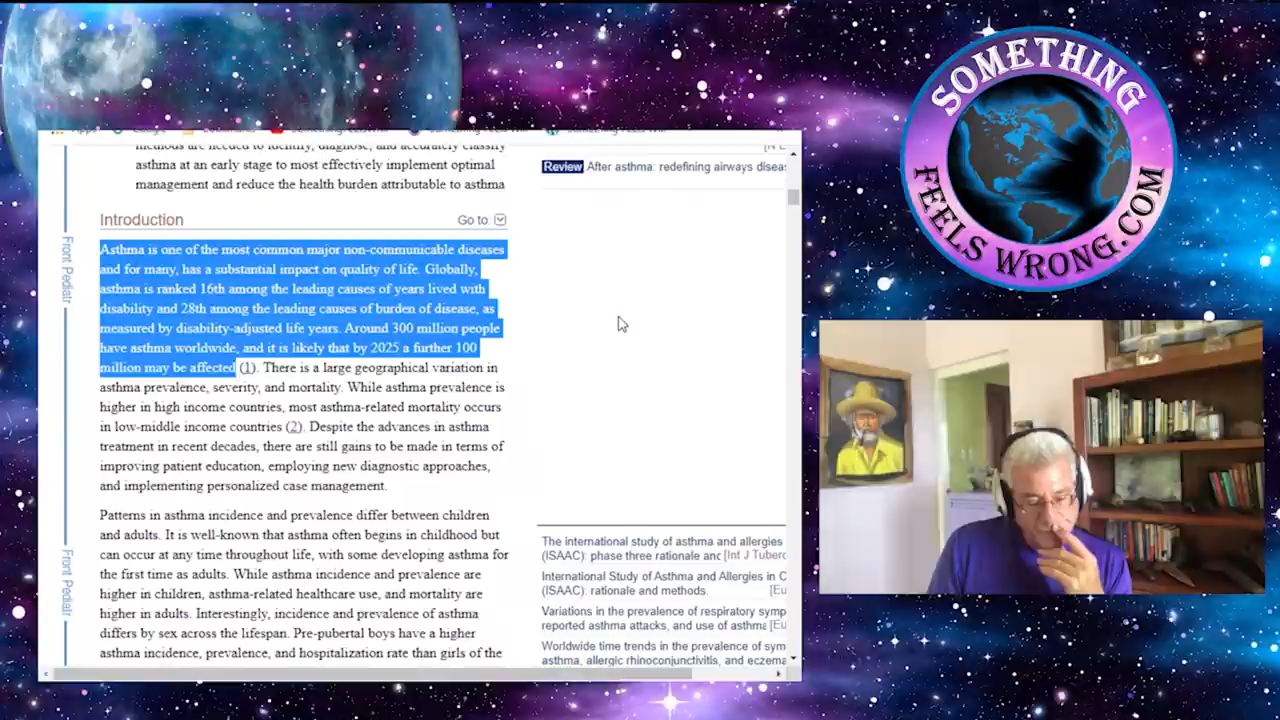 asthma at an early stage to most effectively implement optimal
management and reduce the health burden attributable to asthma
Introduction
Go to:
Asthma is one of the most common major non-communicable diseases
and for many, has a substantial impact on quality of life. Globally,
asthma is ranked 16th among the leading causes of years lived with
disability and 28th among the leading causes of burden of disease, as
measured by disability-adjusted life years. Around 300 million people
have asthma worldwide, and it is likely that by 2025 a further 100
million may be affected (1). There is a large geographical variation in
asthma prevalence, severity, and mortality. While asthma prevalence is
higher in high income countries, most asthma-related mortality occurs
in low-middle income countries (2). Despite the advances in asthma
treatment in recent decades, there are still gains to be made in terms of
improving patient education, employing new diagnostic approaches,
and implementing personalized case management.
Patterns in asthma incidence and prevalence differ between children
and adults. It is well-known that asthma often begins in childhood but
can occur at any time throughout life, with some developing asthma for
the first time as adults. While asthma incidence and prevalence are
higher in children, asthma-related healthcare use, and mortality are
higher in adults. Interestingly, incidence and prevalence of asthma
differs by sex across the lifespan. Pre-pubertal boys have a higher
asthma incidence, prevalence, and hospitalization rate than girls of the
Front Pediatr
Front Pediatr
Review After asthma: redefining airways diseas
The international study of asthma and allergies
(ISAAC): phase three rationale and [Int J Tuberc
International Study of Asthma and Allergies in C
(ISAAC): rationale and methods. [Eu
Variations in the prevalence of respiratory symp
reported asthma attacks, and use of asthma [Eu
Worldwide time trends in the prevalence of sym
asthma, allergic rhinoconjunctivitis, and eczema
SOMETHING
FEELS WRONG.COM